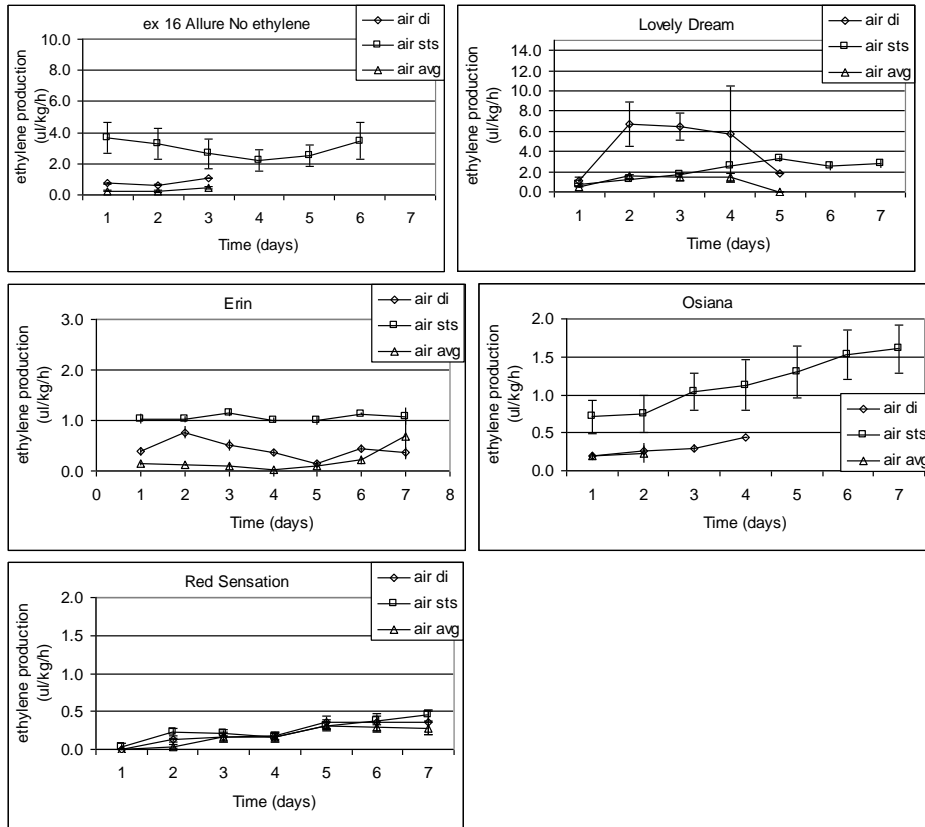 ex 16 Allure No ethylene
air di
air sts
air avg
ethylene production
(ul/kg/h)
10.0
8.0
6.0
4.0
2.0
0.0
1 2 3 4 5 6 7
Time (days)
Lovely Dream
air di
air sts
air avg
ethylene production
(ul/kg/h)
14.0
12.0
10.0
8.0
6.0
4.0
2.0
0.0
1 2 3 4 5 6 7
Time (days)
Erin
air di
air sts
air avg
ethylene production
(ul/kg/h)
3.0
2.0
1.0
0.0
0 1 2 3 4 5 6 7 8
Time (days)
Osiana
air di
air sts
air avg
ethylene production
(ul/kg/h)
2.0
1.5
1.0
0.5
0.0
1 2 3 4 5 6 7
Time (days)
Red Sensation
air di
air sts
air avg
ethylene production
(ul/kg/h)
2.0
1.5
1.0
0.5
0.0
1 2 3 4 5 6 7
Time (days)